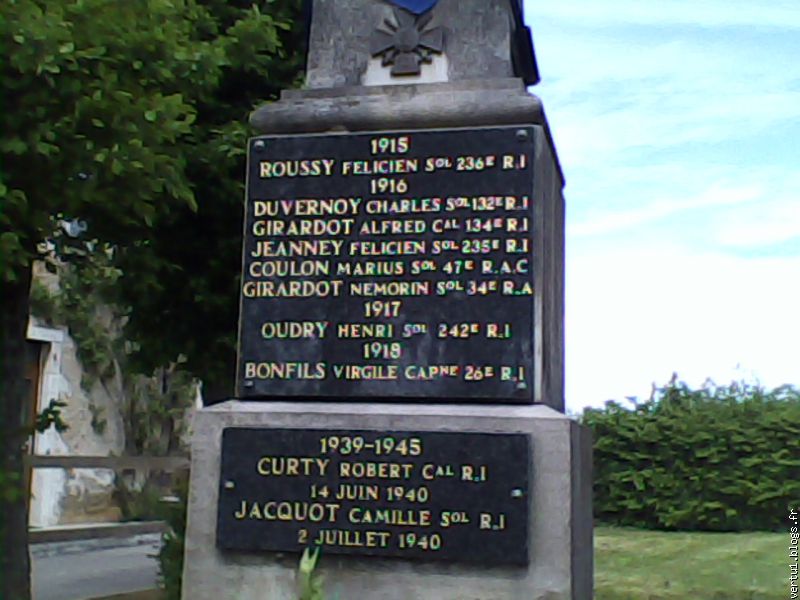 1915
ROUSSY FELICIEN SOL 236E R.I
1916
DUVERNOY CHARLES SOL 132E R.I
GIRARDOT ALFRED CAL 134E R.I
JEANNEY FELICIEN SOL 235E R.I
COULON MARIUS SOL 47E R.A.C
GIRARDOT NEMORIN SOL 34E R.A
1917
OUDRY HENRI SOL 242E R.I
1918
BONFILS VIRGILE CAPNE 26E R.I
1939-1945
CURTY ROBERT CAL R.I
14 JUIN 1940
JACQUOT CAMILLE SOL R.I
2 JUILLET 1940
vertu1.blogs.fr